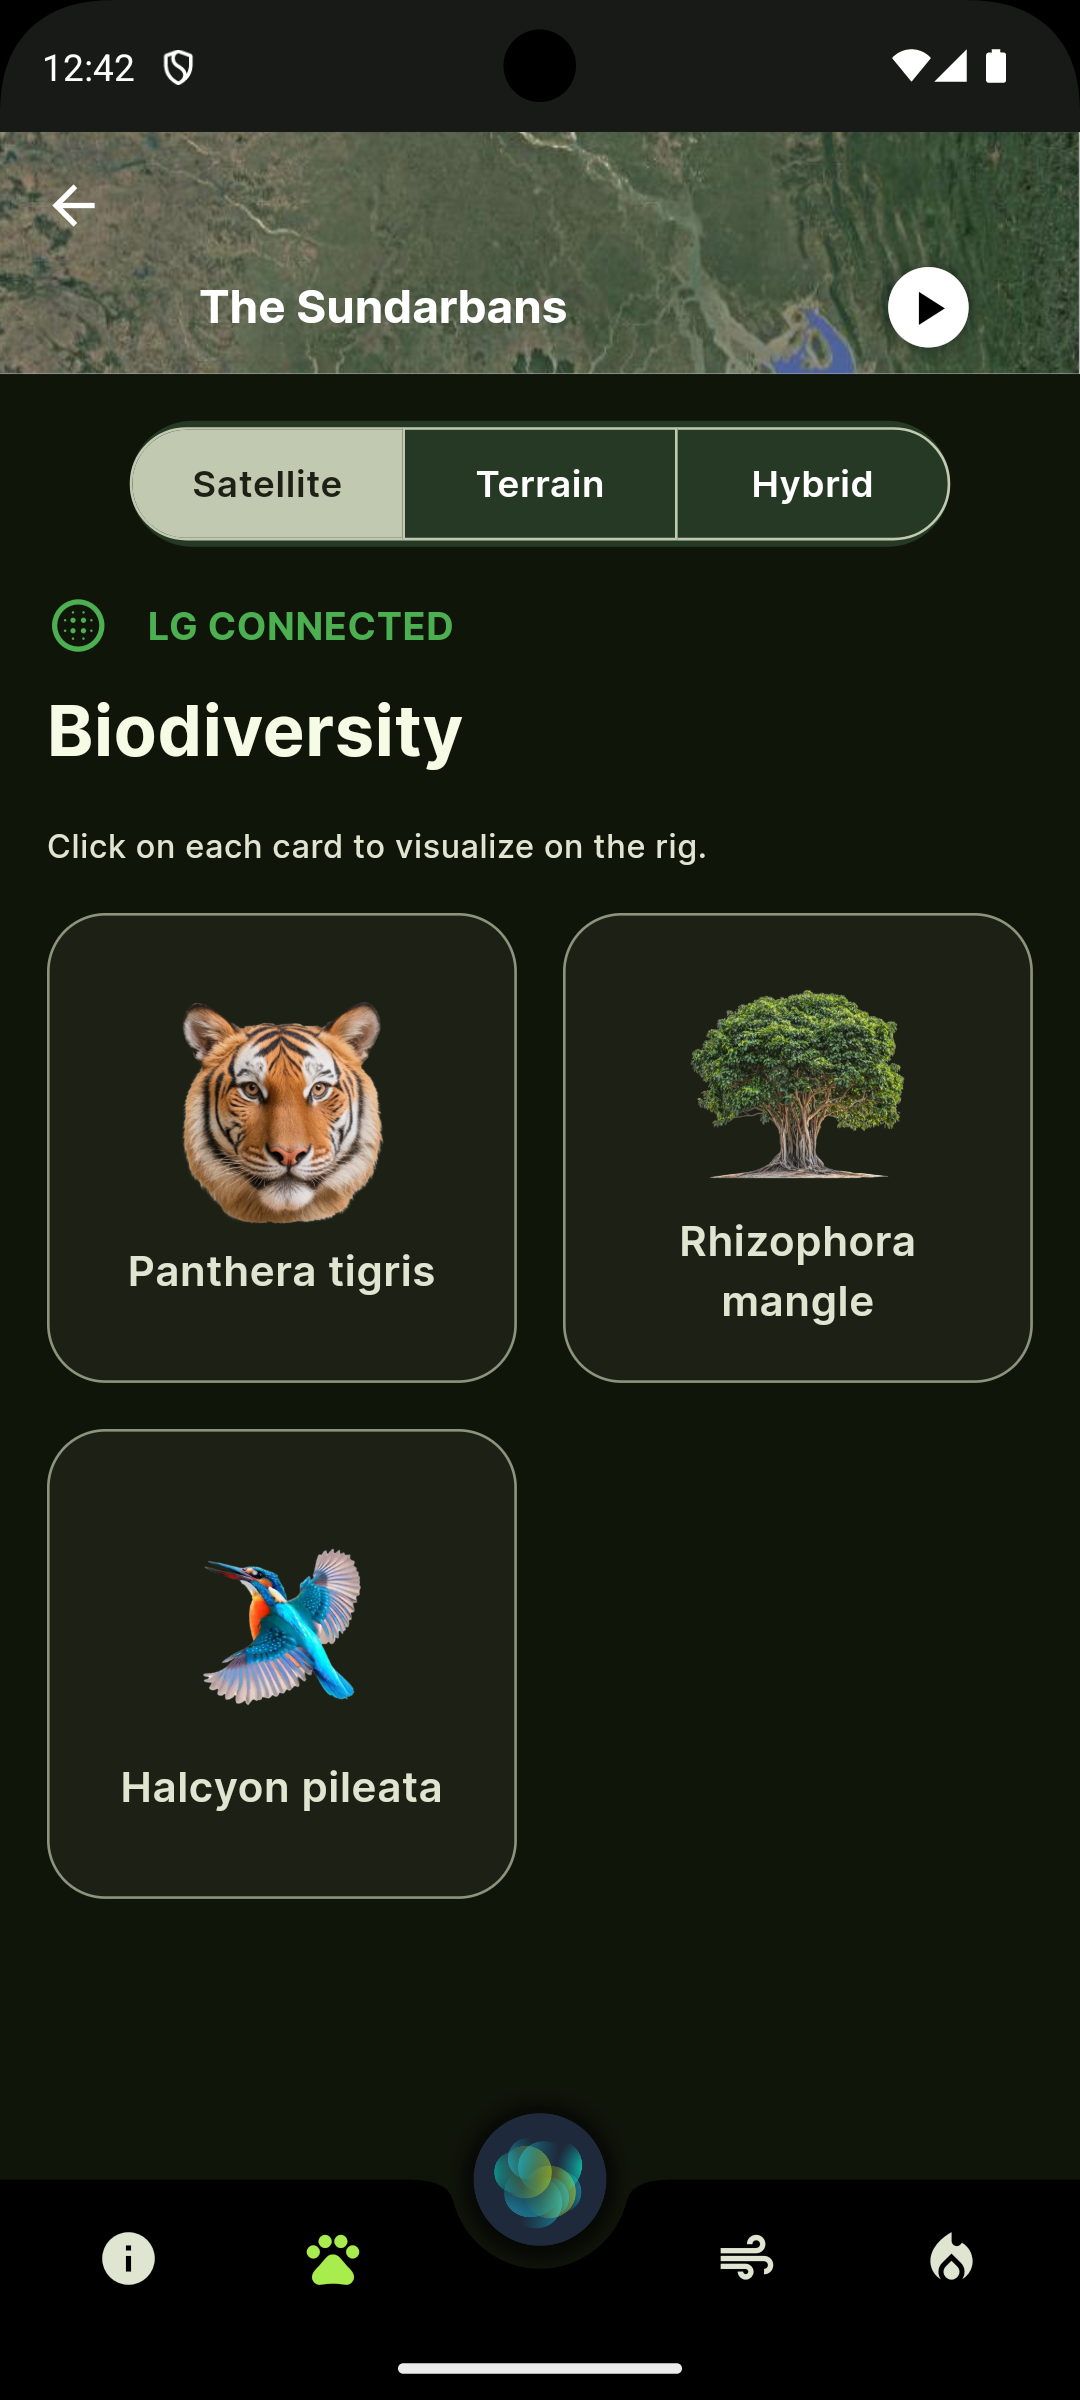 12:42
The Sundarbans
Satellite
Terrain
Hybrid
LG CONNECTED
Biodiversity
Click on each card to visualize on the rig.
Panthera tigris
Rhizophora
mangle
Halcyon pileata